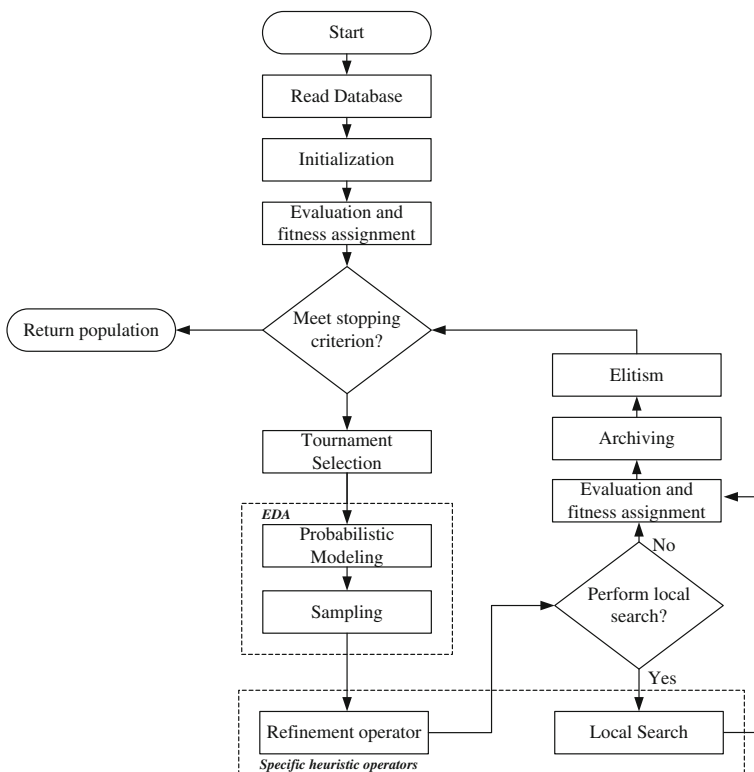 Start
Read Database
Initialization
Evaluation and
fitness assignment
Meet stopping
criterion?
Return population
Tournament
Selection
EDA
Probabilistic
Modeling
Sampling
Refinement operator
Specific heuristic operators
Elitism
Archiving
Evaluation and
fitness assignment
No
Perform local
search?
Yes
Local Search